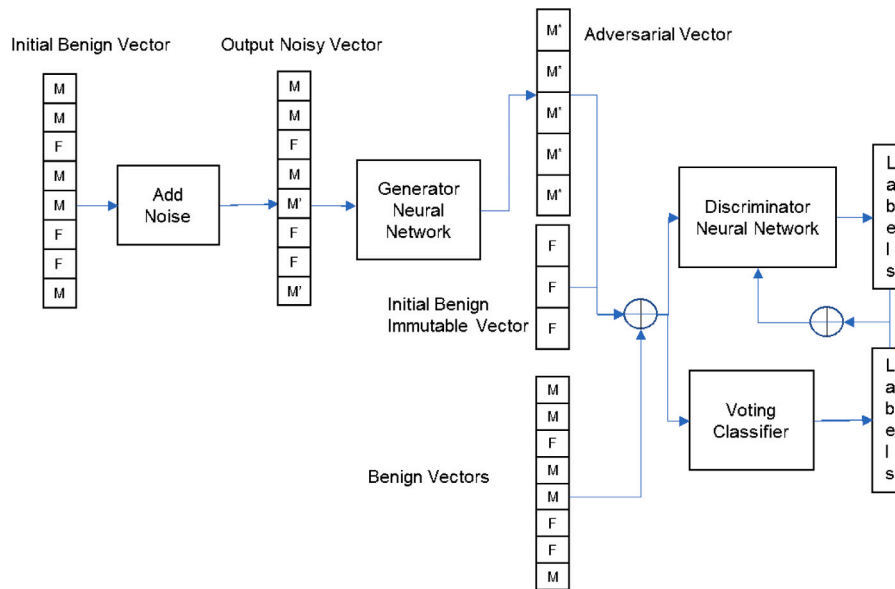 Initial Benign Vector
M
M
F
M
M
F
F
M
Add
Noise
Output Noisy Vector
M
M
F
M
M'
F
F
M'
Generator
Neural
Network
Adversarial Vector
M*
M*
M*
M*
M*
Initial Benign
Immutable Vector
F
F
F
Benign Vectors
M
M
F
M
M
F
F
M
Discriminator
Neural Network
L
a
b
e
l
s
Voting
Classifier
L
a
b
e
l
s